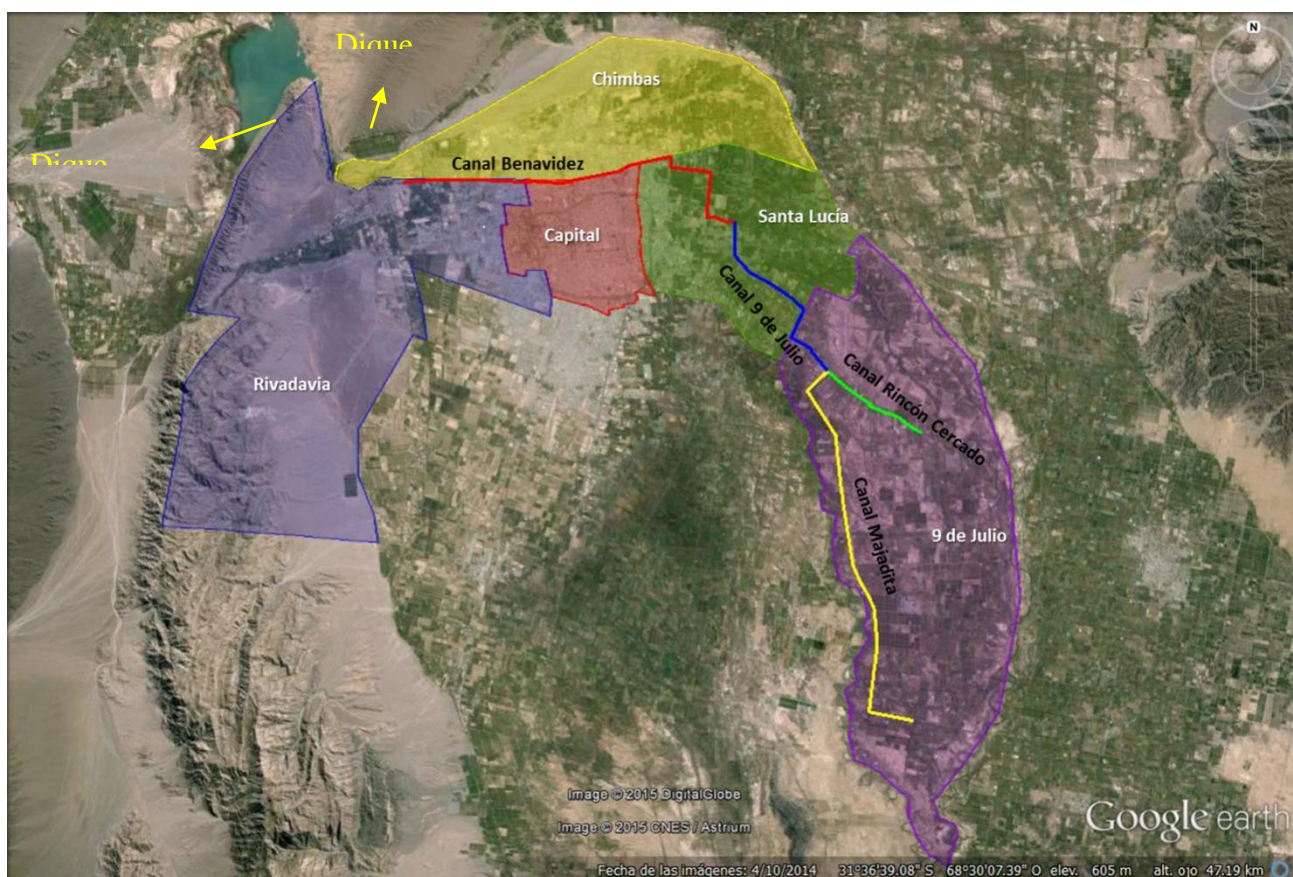 N
Dique
Chimbas
Dique
Canal Benavidez
Santa Lucía
Capital
Canal 9 de Julio
Canal Rincón Cercado
Rivadavia
Canal Majadita
9 de Julio
Image © 2015 DigitalGlobe
Image © 2015 CNES / Astrium
Google earth
Fecha de las imágenes: 4/10/2014 31°36'39.08" S 68°30'07.39" O elev. 605 m alt. ojo 47.19 km